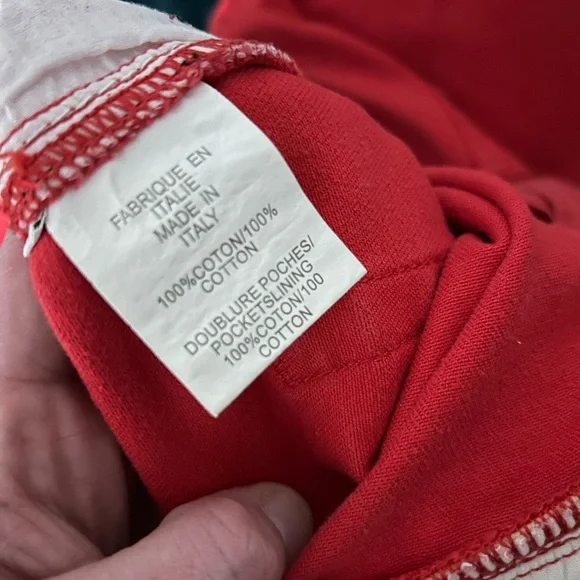 FABRIQUE EN
ITALIE
MADE IN
ITALY
100%COTON/100%
COTTON
DOUBLURE POCHES/
POCKETSLINING
100%COTON/100
COTTON